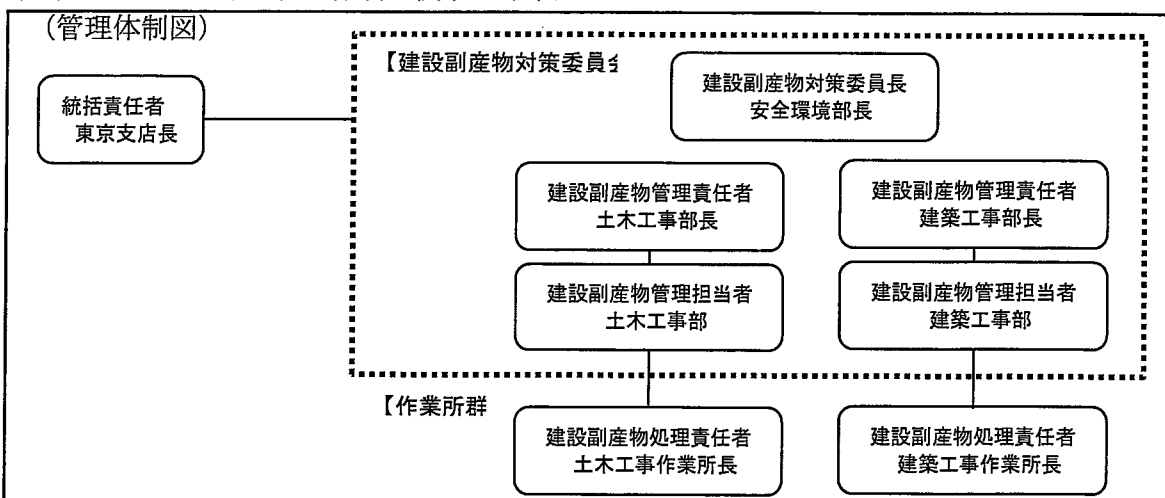 (管理体制図)
【建設副産物対策委員
建設副産物対策委員長
安全環境部長
統括責任者
東京支店長
建設副産物管理責任者
土木工事部長
建設副産物管理責任者
建築工事部長
建設副産物管理担当者
土木工事部
建設副産物管理担当者
建築工事部
【作業所群
建設副産物処理責任者
土木工事作業所長
建設副産物処理責任者
建築工事作業所長